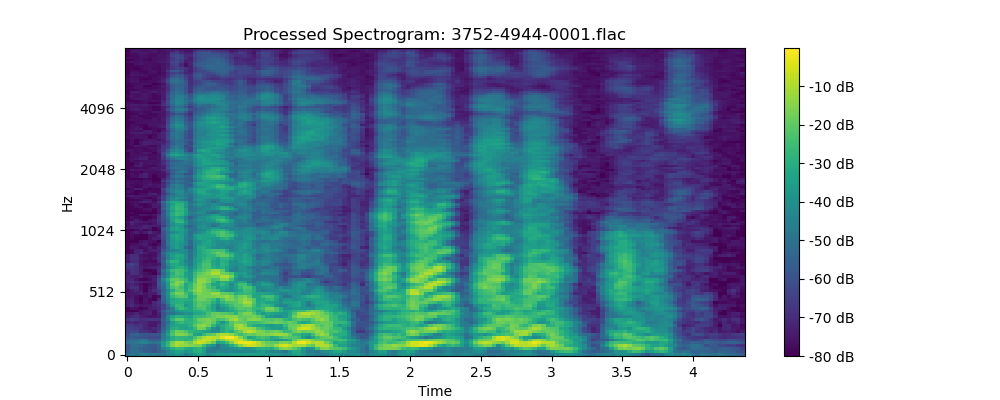 Processed Spectrogram: 3752-4944-0001.flac
Hz
4096
2048
1024
512
0
0 0.5 1 1.5 2 2.5 3 3.5 4
Time
-10 dB
-20 dB
-30 dB
-40 dB
-50 dB
-60 dB
-70 dB
-80 dB